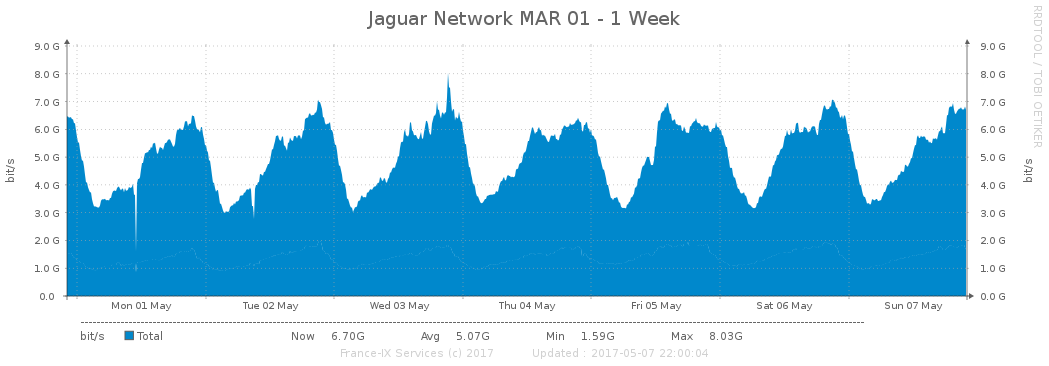 Jaguar Network MAR 01 - 1 Week
RRDTOOL / TOBI OETIKER
9.0 G 9.0 G
8.0 G 8.0 G
7.0 G 7.0 G
6.0 G 6.0 G
5.0 G 5.0 G
4.0 G 4.0 G
3.0 G 3.0 G
2.0 G 2.0 G
1.0 G 1.0 G
0.0 0.0 G
bit/s
bit/s
Mon 01 May Tue 02 May Wed 03 May Thu 04 May Fri 05 May Sat 06 May Sun 07 May
bit/s Total Now 6.70G Avg 5.07G Min 1.59G Max 8.03G
France-IX Services (c) 2017 Updated : 2017-05-07 22:00:04